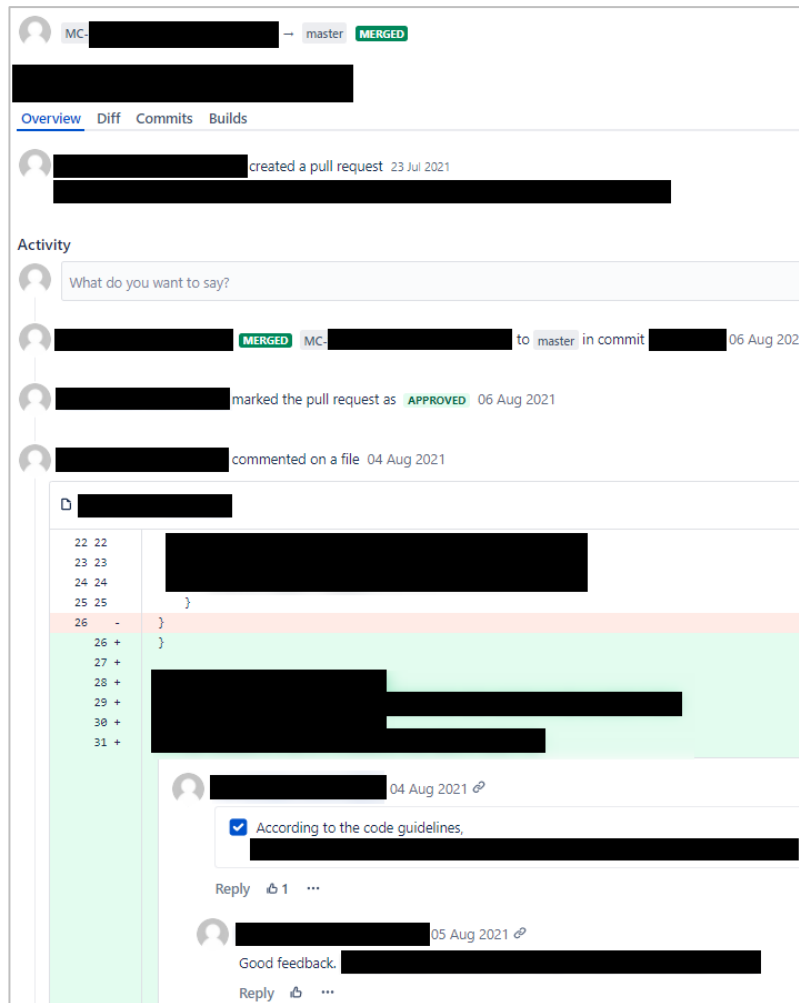 MC- → master MERGED
Overview Diff Commits Builds
created a pull request 23 Jul 2021
Activity
What do you want to say?
MERGED MC- to master in commit 06 Aug 202
marked the pull request as APPROVED 06 Aug 2021
commented on a file 04 Aug 2021
22 22
23 23
24 24
25 25 }
26 - }
26 + }
27 +
28 +
29 +
30 +
31 +
04 Aug 2021
According to the code guidelines,
Reply 1 ...
05 Aug 2021
Good feedback.
Reply ...